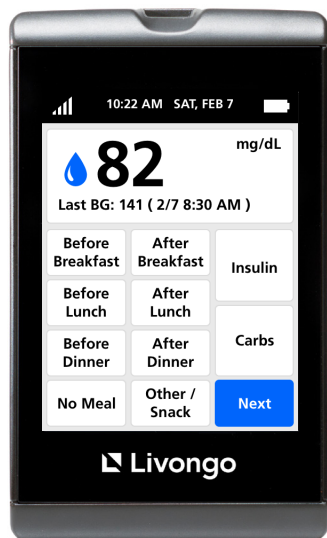 10:22 AM SAT, FEB 7
82 mg/dL
Last BG: 141 ( 2/7 8:30 AM )
Before Breakfast
After Breakfast
Insulin
Before Lunch
After Lunch
Carbs
Before Dinner
After Dinner
No Meal
Other / Snack
Next
Livongo